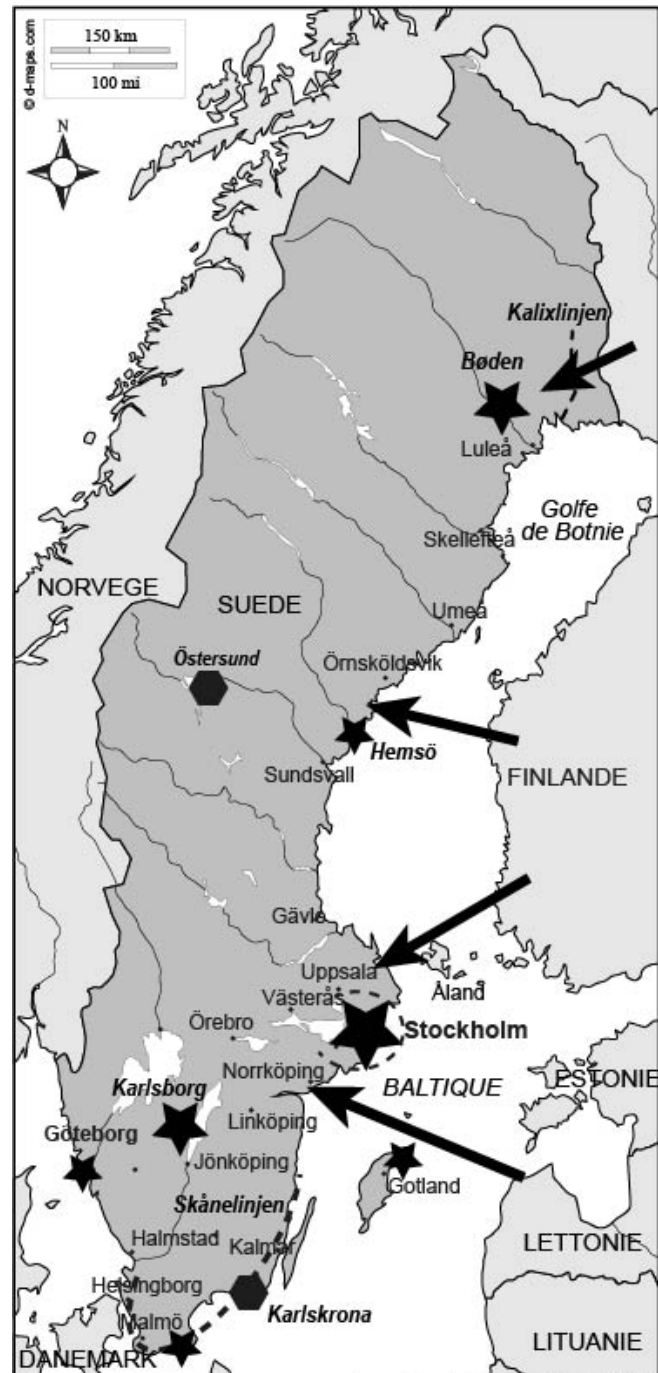 © d-maps.com
150 km
100 mi
N
Kalixlinjen
Bøden
Luleå
Golfe
de Botnie
Skellefteå
NORVEGE
SUEDE
Umeå
Östersund
Örnsköldsvik
Hemsö
Sundsvall
FINLANDE
Gävle
Uppsala
Västerås
Åland
Örebro
Stockholm
Norrköping
BALTIQUE
ESTONIE
Karlsborg
Linköping
Göteborg
Jönköping
Gotland
Skånelinjen
Halmstad
Kalmar
LETTONIE
Helsingborg
Karlskrona
Malmö
DANEMARK
LITUANIE